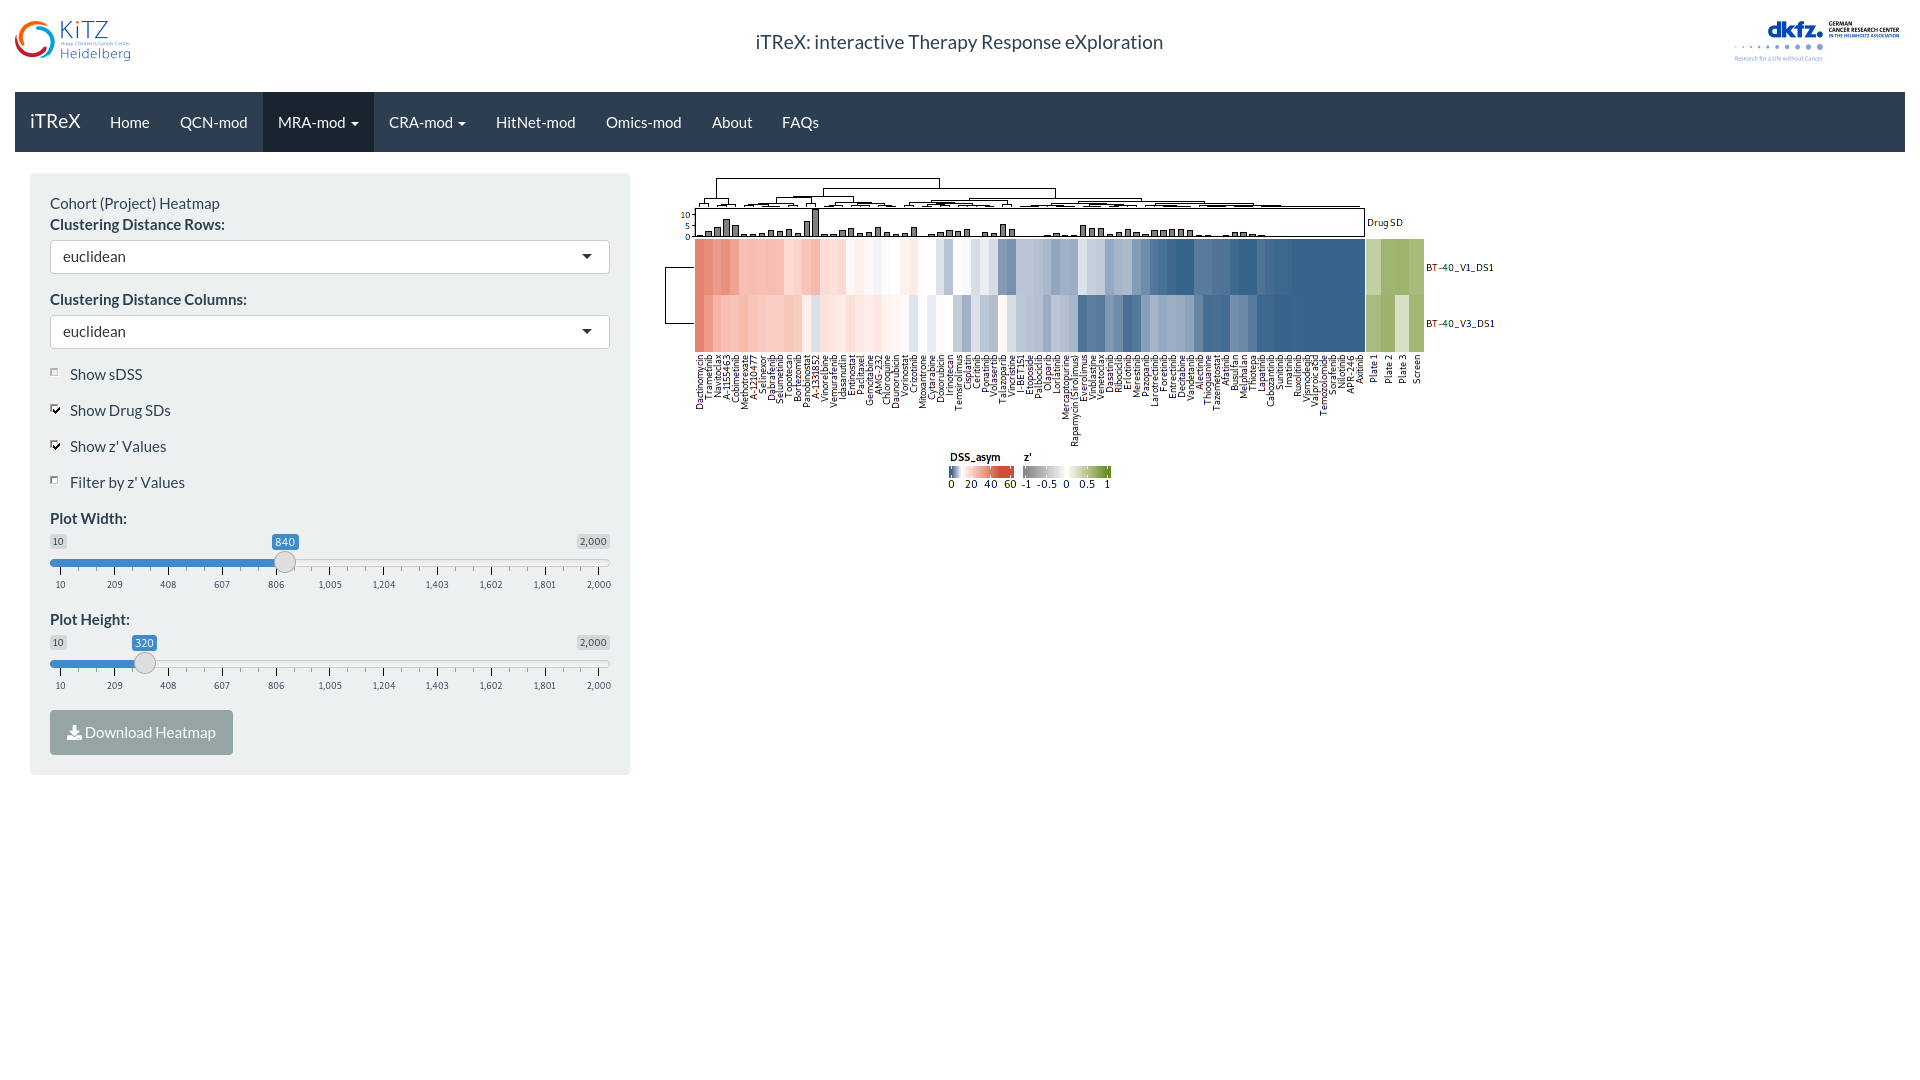 KiTZ
Hopp Children's Cancer Center
Heidelberg
iTReX: interactive Therapy Response eXploration
dkfz.
GERMAN
CANCER RESEARCH CENTER
IN THE HELMHOLTZ ASSOCIATION
Research for a Life without Cancer
iTReX Home QCN-mod MRA-mod CRA-mod HitNet-mod Omics-mod About FAQs
Cohort (Project) Heatmap
Clustering Distance Rows:
euclidean
Clustering Distance Columns:
euclidean
Show sDSS
Show Drug SDs
Show z' Values
Filter by z' Values
Plot Width:
10 840 2,000
10 209 408 607 806 1,005 1,204 1,403 1,602 1,801 2,000
Plot Height:
10 320 2,000
10 209 408 607 806 1,005 1,204 1,403 1,602 1,801 2,000
Download Heatmap
10
5
0
Drug SD
BT-40_V1_DS1
BT-40_V3_DS1
Dactinomycin
Trametinib
Navitoclax
A-1155463
Cobimetinib
Methotrexate
A-1210477
Selinexor
Dabrafenib
Selumetinib
Topotecan
Bortezomib
Panobinostat
A-1331852
Vinorelbine
Vemurafenib
Idasanutlin
Entinostat
Paclitaxel
Gemcitabine
AMG-232
Chloroquine
Daunorubicin
Vorinostat
Crizotinib
Mitoxantrone
Cytarabine
Doxorubicin
Irinotecan
Temsirolimus
Cisplatin
Ceritinib
Ponatinib
Volasertib
Talazoparib
Vincristine
I-BET151
Etoposide
Palbociclib
Olaparib
Lorlatinib
Mercaptopurine
Rapamycin (Sirolimus)
Everolimus
Vinblastine
Venetoclax
Dasatinib
Ribociclib
Erlotinib
Merestinib
Pazopanib
Larotrectinib
Foretinib
Entrectinib
Decitabine
Vandetanib
Alectinib
Thioguanine
Tazemetostat
Afatinib
Busulfan
Melphalan
Thiotepa
Lapatinib
Cabozantinib
Sunitinib
Imatinib
Ruxolitinib
Vismodegib
Valproic acid
Temozolomide
Sorafenib
Nilotinib
APR-246
Axitinib
Plate 1
Plate 2
Plate 3
Screen
DSS_asym z'
0 20 40 60 -1 -0.5 0 0.5 1